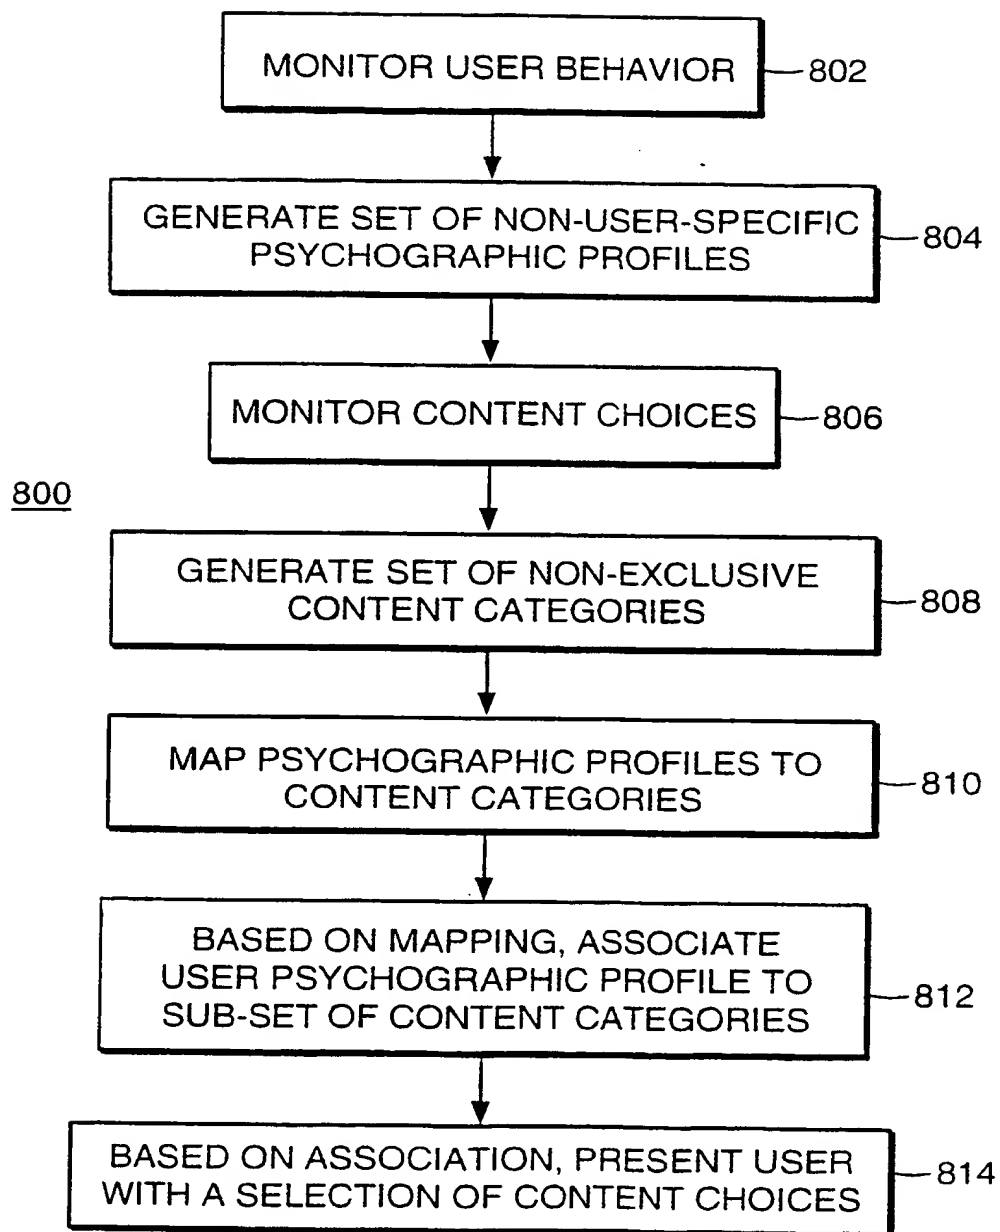 MONITOR USER BEHAVIOR
802
GENERATE SET OF NON-USER-SPECIFIC
PSYCHOGRAPHIC PROFILES
804
MONITOR CONTENT CHOICES
806
800
GENERATE SET OF NON-EXCLUSIVE
CONTENT CATEGORIES
808
MAP PSYCHOGRAPHIC PROFILES TO
CONTENT CATEGORIES
810
BASED ON MAPPING, ASSOCIATE
USER PSYCHOGRAPHIC PROFILE TO
SUB-SET OF CONTENT CATEGORIES
812
BASED ON ASSOCIATION, PRESENT USER
WITH A SELECTION OF CONTENT CHOICES
814